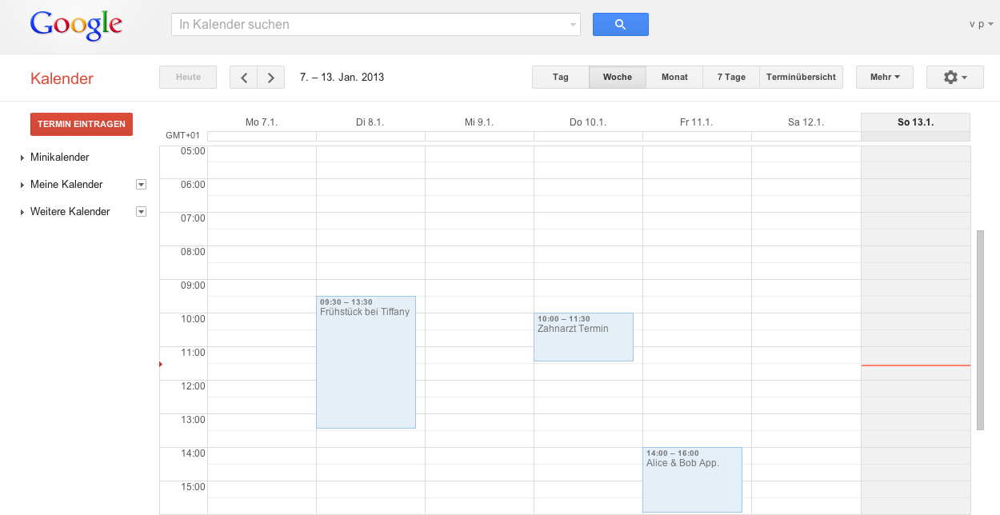 Google
In Kalender suchen
v p
Kalender
Heute
7. – 13. Jan. 2013
Tag
Woche
Monat
7 Tage
Terminübersicht
Mehr
TERMIN EINTRAGEN
Minikalender
Meine Kalender
Weitere Kalender
Mo 7.1.
Di 8.1.
Mi 9.1.
Do 10.1.
Fr 11.1.
Sa 12.1.
So 13.1.
GMT+01
05:00
06:00
07:00
08:00
09:00
10:00
11:00
12:00
13:00
14:00
15:00
09:30 – 13:30
Frühstück bei Tiffany
10:00 – 11:30
Zahnarzt Termin
14:00 – 16:00
Alice & Bob App.